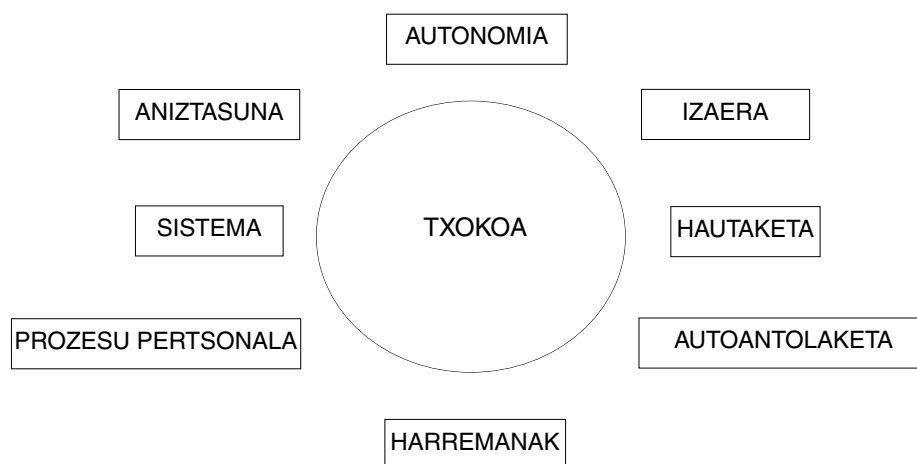 AUTONOMIA
ANIZTASUNA
IZAERA
SISTEMA
TXOKOA
HAUTAKETA
PROZESU PERTSONALA
AUTOANTOLAKETA
HARREMANAK